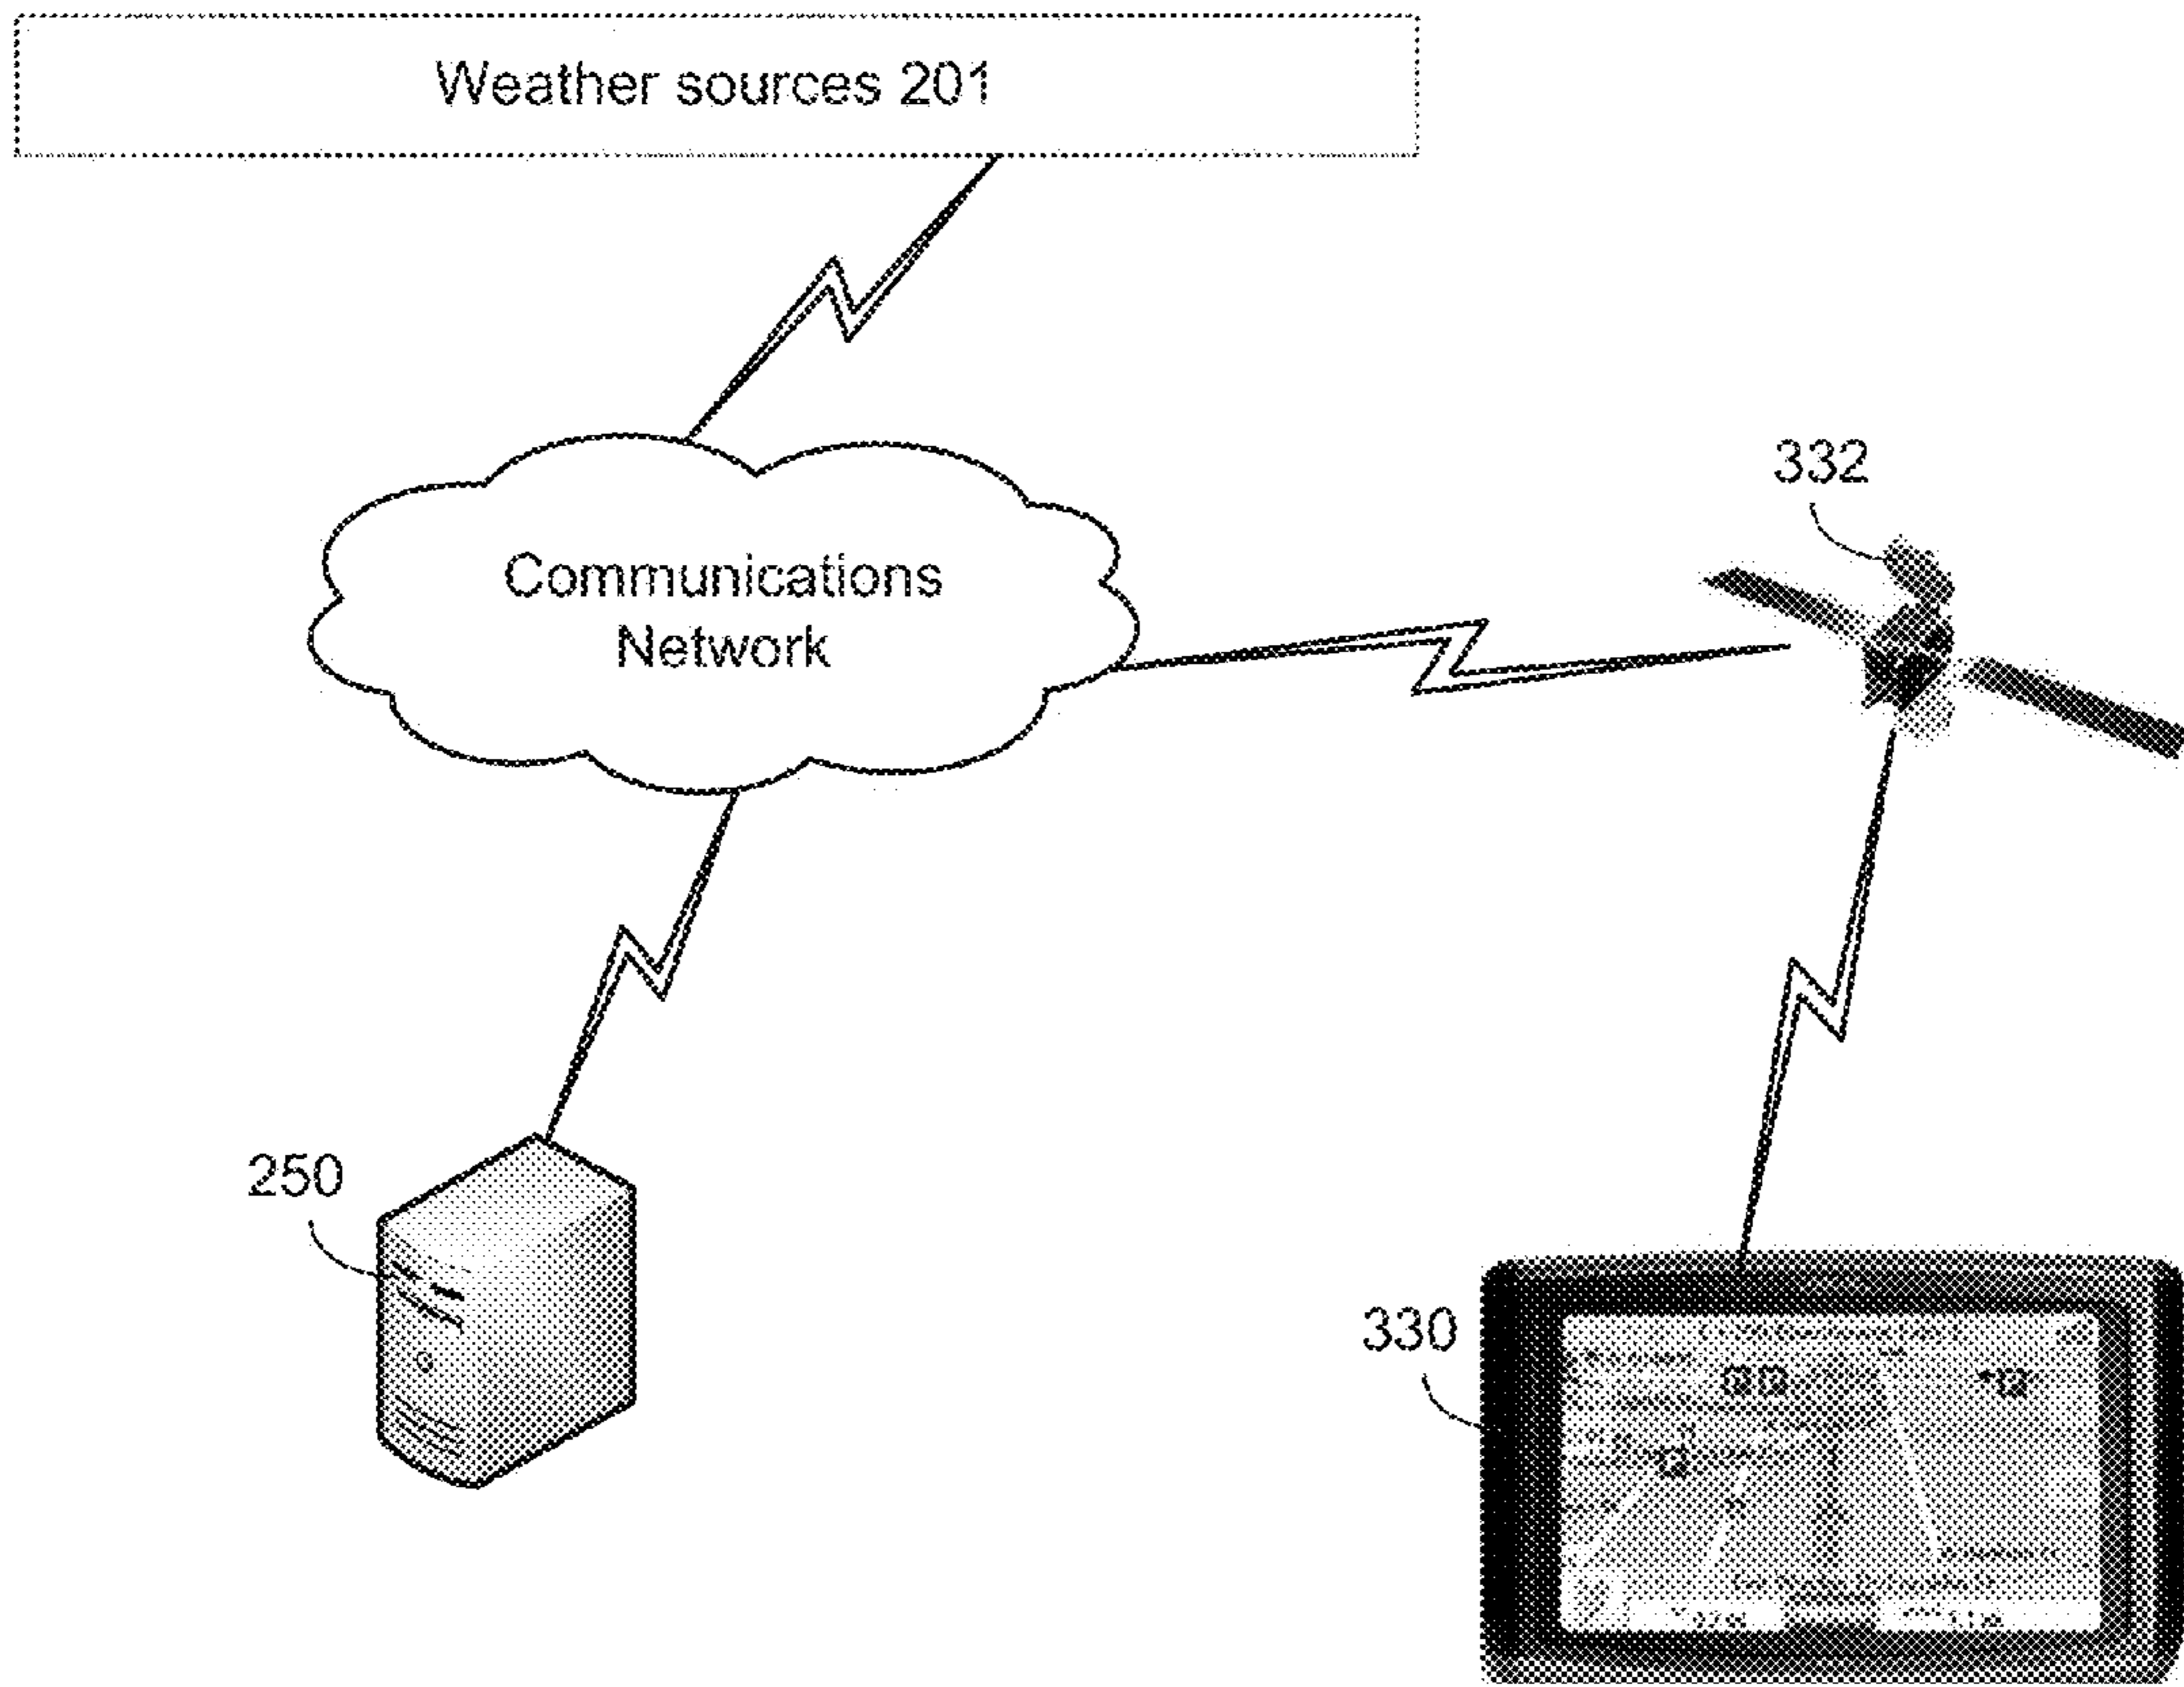 Weather sources 201
332
Communications
Network
250
330